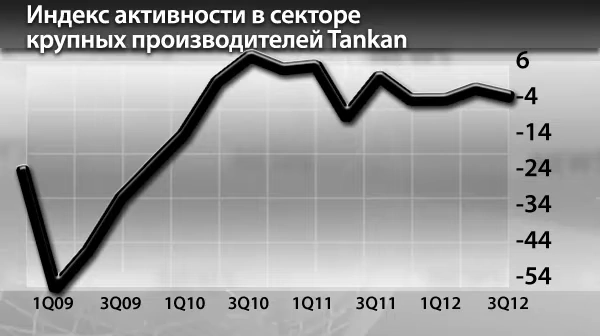 Индекс активности в секторе
крупных производителей Tankan
6
-4
-14
-24
-34
-44
-54
1Q09 3Q09 1Q10 3Q10 1Q11 3Q11 1Q12 3Q12